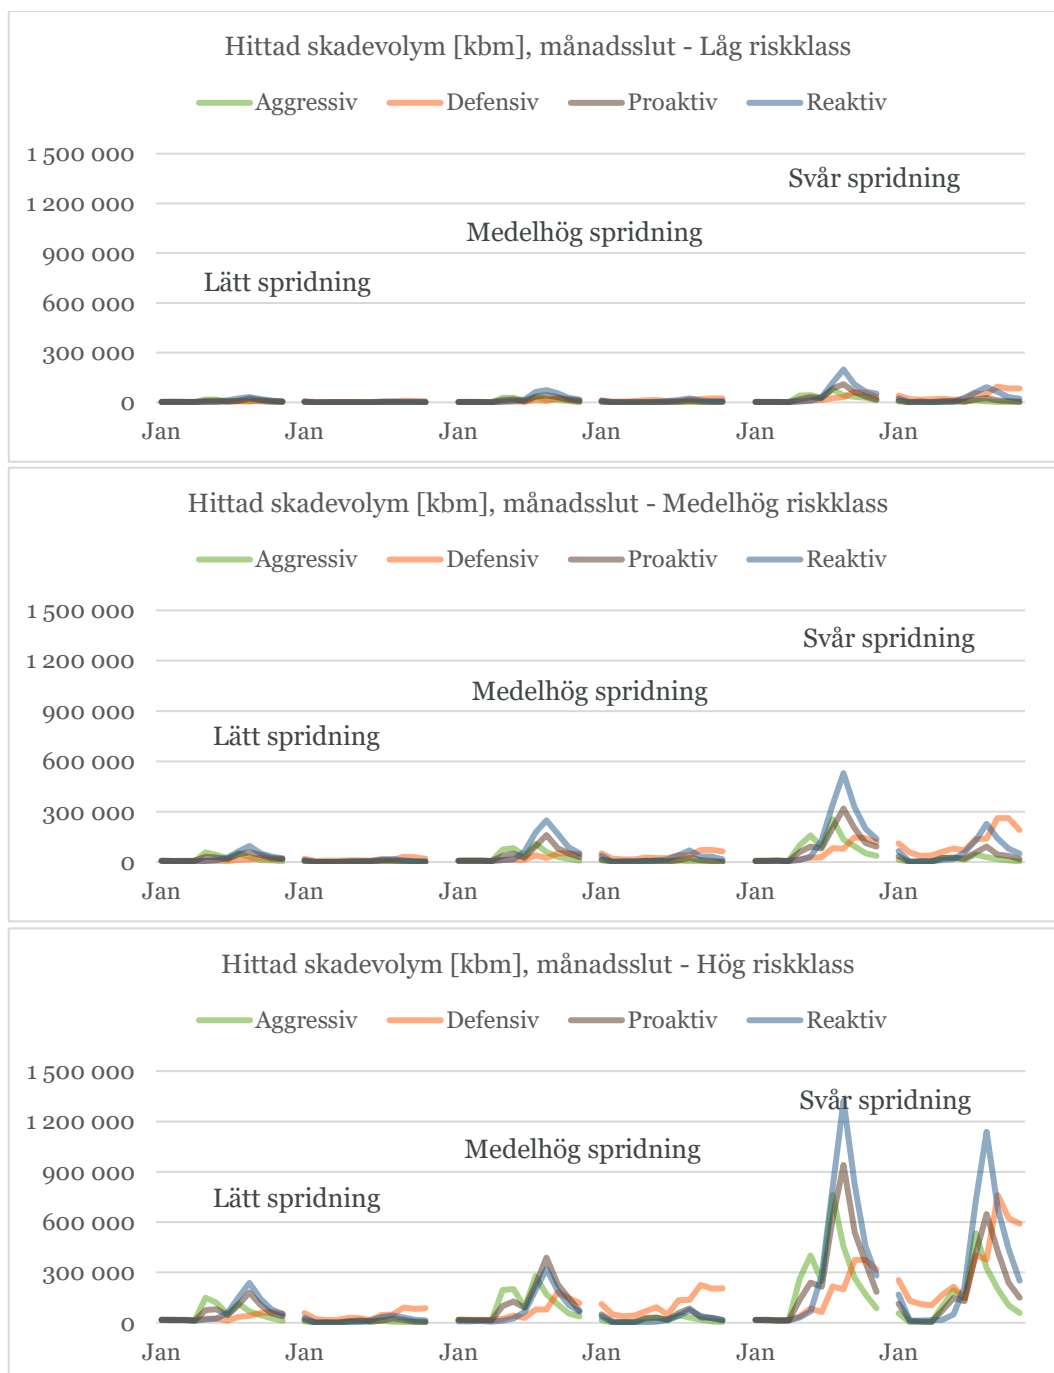 Hittad skadevolym [kbm], månadsslut - Låg riskklass
Aggressiv Defensiv Proaktiv Reaktiv
1 500 000
Svår spridning
1 200 000
Medelhög spridning
900 000
Lätt spridning
600 000
300 000
0
Jan Jan Jan Jan Jan Jan
Hittad skadevolym [kbm], månadsslut - Medelhög riskklass
Aggressiv Defensiv Proaktiv Reaktiv
1 500 000
Svår spridning
1 200 000
Medelhög spridning
900 000
Lätt spridning
600 000
300 000
0
Jan Jan Jan Jan Jan Jan
Hittad skadevolym [kbm], månadsslut - Hög riskklass
Aggressiv Defensiv Proaktiv Reaktiv
1 500 000
Svår spridning
1 200 000
Medelhög spridning
900 000
Lätt spridning
600 000
300 000
0
Jan Jan Jan Jan Jan Jan